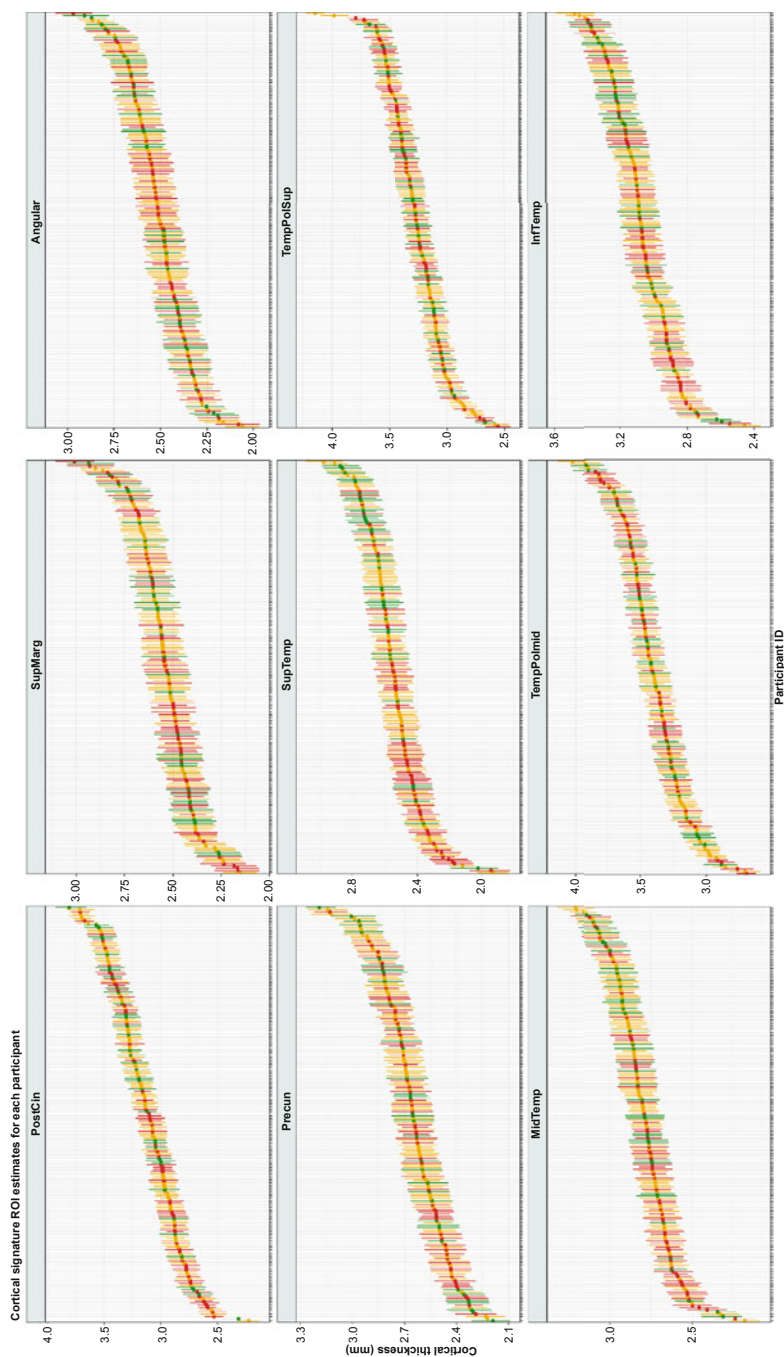 Cortical signature ROI estimates for each participant
PostCin
SupMarg
Angular
4.0
3.5
3.0
2.5
3.00
2.75
2.50
2.25
2.00
3.00
2.75
2.50
2.25
2.00
Precun
SupTemp
TempPolSup
3.3
3.0
2.7
2.4
2.1
2.8
2.4
2.0
4.0
3.5
3.0
2.5
Cortical thickness (mm)
MidTemp
TempPolmid
InfTemp
3.0
2.5
4.0
3.5
3.0
3.6
3.2
2.8
2.4
Participant ID